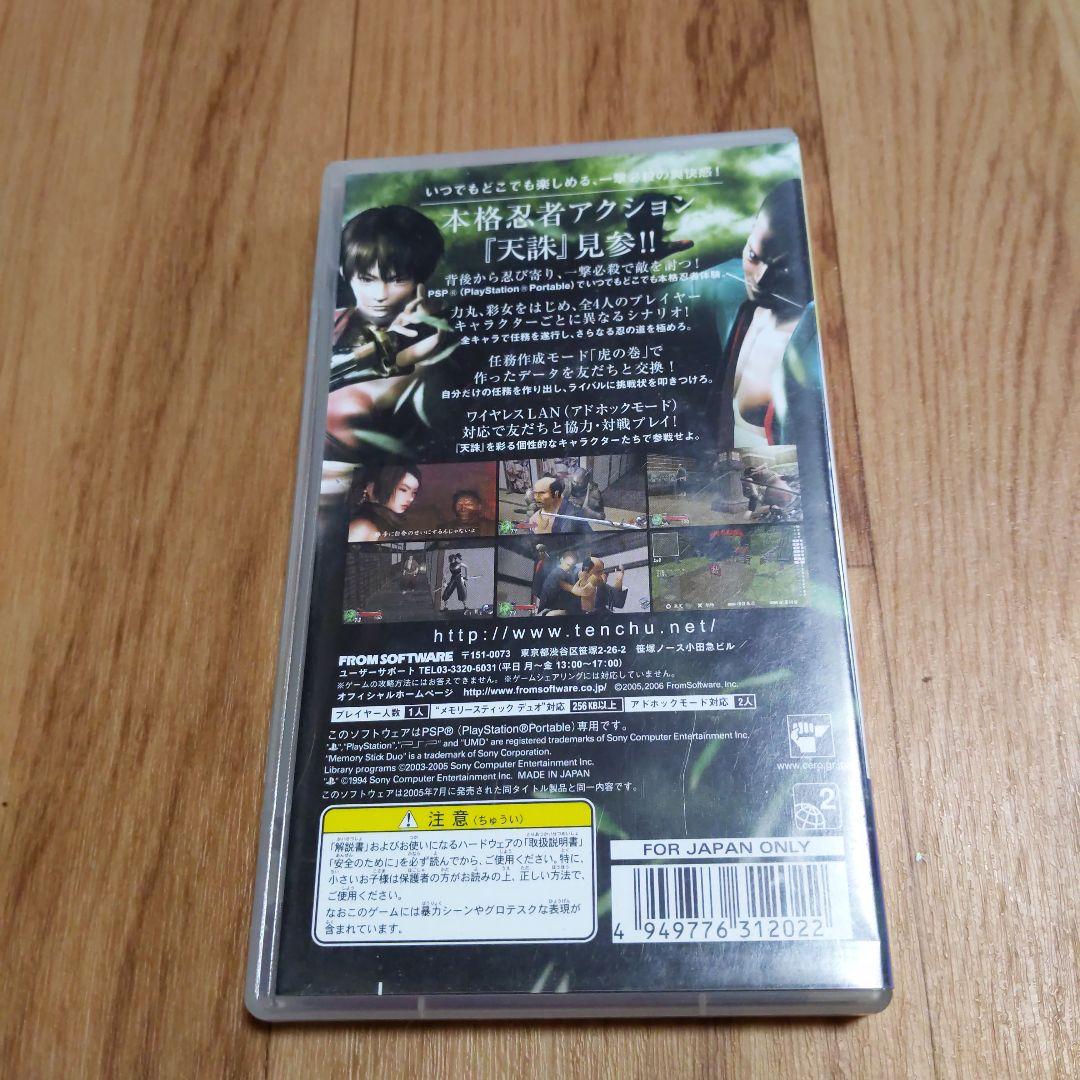 いつでもどこでも楽しめる、一撃必殺の爽快感！
本格忍者アクション
『天誅』見参!!
背後から忍び寄り、一撃必殺で敵を討つ！
PSP®（PlayStation®Portable）でいつでもどこでも本格忍者体験。
力丸、彩女をはじめ、全4人のプレイヤー
キャラクターごとに異なるシナリオ！
全キャラで任務を遂行し、さらなる忍の道を極めろ。
任務作成モード「虎の巻」で
作ったデータを友だちと交換！
自分だけの任務を作り出し、ライバルに挑戦状を叩きつけろ。
ワイヤレスLAN（アドホックモード）
対応で友だちと協力・対戦プレイ！
『天誅』を彩る個性的なキャラクターたちで参戦せよ。
http://www.tenchu.net/
FROMSOFTWARE 〒151-0073 東京都渋谷区笹塚2-26-2 笹塚ノース小田急ビル／
ユーザーサポート TEL03-3320-6031（平日 月〜金 13:00〜17:00）
※ゲームの攻略方法にはお答えできません。※ゲームシェアリングには対応していません。
オフィシャルホームページ http://www.fromsoftware.co.jp/ ©2005,2006 FromSoftware, Inc.
プレイヤー人数 1人 "メモリースティック デュオ"対応 256KB以上 アドホックモード対応 2人
このソフトウェアはPSP®（PlayStation®Portable）専用です。
"PlayStation", "PSP" and "UMD" are registered trademarks of Sony Computer Entertainment Inc.
"Memory Stick Duo" is a trademark of Sony Corporation.
Library programs ©2003-2005 Sony Computer Entertainment Inc.
©1994 Sony Computer Entertainment Inc. MADE IN JAPAN
このソフトウェアは2005年7月に発売された同タイトル製品と同一内容です。
www.cero.gr.jp
2
注意（ちゅうい）
「解説書」およびお使いになるハードウェアの「取扱説明書」
「安全のために」を必ず読んでから、ご使用ください。特に、
小さいお子様は保護者の方がお読みの上、正しい方法で、
ご使用ください。
なおこのゲームには暴力シーンやグロテスクな表現が
含まれています。
FOR JAPAN ONLY
4 949776 312022